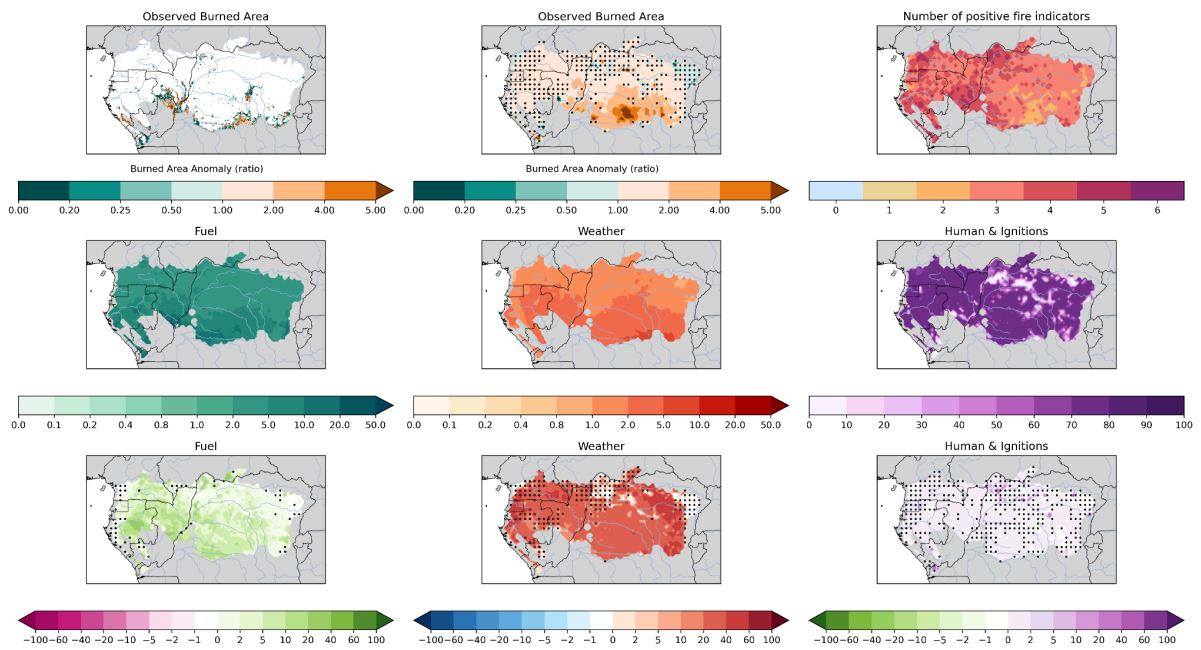 Observed Burned Area
Observed Burned Area
Number of positive fire indicators
Burned Area Anomaly (ratio)
Burned Area Anomaly (ratio)
0.00 0.20 0.25 0.50 1.00 2.00 4.00 5.00
0.00 0.20 0.25 0.50 1.00 2.00 4.00 5.00
0 1 2 3 4 5 6
Fuel
Weather
Human & Ignitions
0.0 0.1 0.2 0.4 0.8 1.0 2.0 5.0 10.0 20.0 50.0
0.0 0.1 0.2 0.4 0.8 1.0 2.0 5.0 10.0 20.0 50.0
0 10 20 30 40 50 60 70 80 90 100
Fuel
Weather
Human & Ignitions
−100 −60 −40 −20 −10 −5 −2 −1 0 2 5 10 20 40 60 100
−100 −60 −40 −20 −10 −5 −2 −1 0 2 5 10 20 40 60 100
−100 −60 −40 −20 −10 −5 −2 −1 0 2 5 10 20 40 60 100